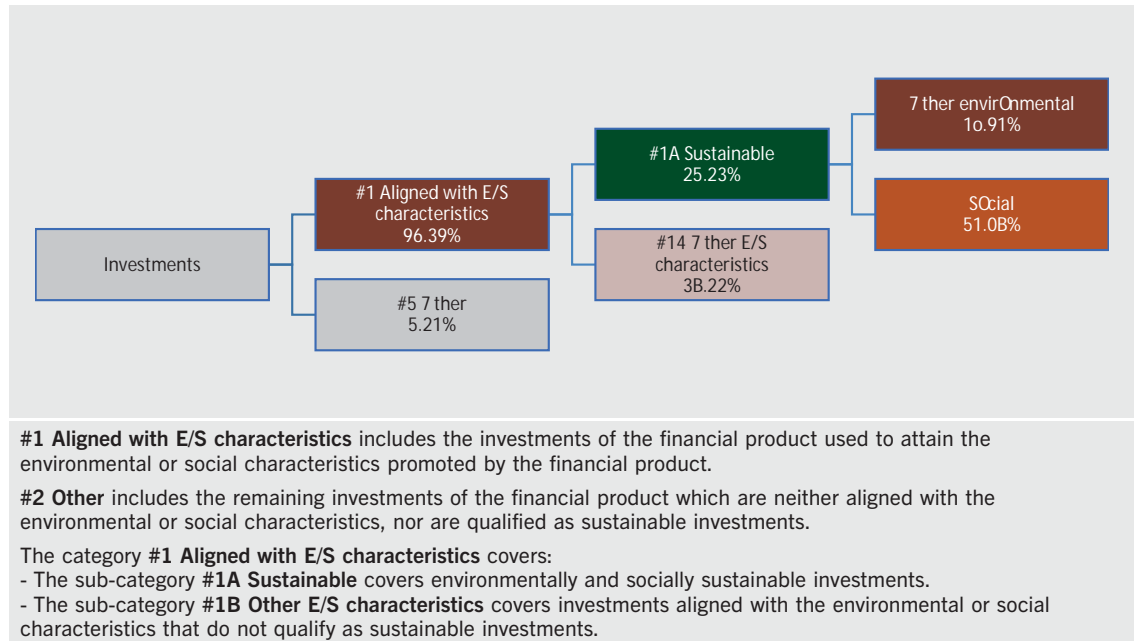 7 ther envirOnmental
1o.91%
#1A Sustainable
25.23%
#1 Aligned with E/S
characteristics
96.39%
SOcial
51.0B%
Investments
#14 7 ther E/S
characteristics
3B.22%
#5 7 ther
5.21%
#1 Aligned with E/S characteristics includes the investments of the financial product used to attain the
environmental or social characteristics promoted by the financial product.
#2 Other includes the remaining investments of the financial product which are neither aligned with the
environmental or social characteristics, nor are qualified as sustainable investments.
The category #1 Aligned with E/S characteristics covers:
- The sub-category #1A Sustainable covers environmentally and socially sustainable investments.
- The sub-category #1B Other E/S characteristics covers investments aligned with the environmental or social
characteristics that do not qualify as sustainable investments.